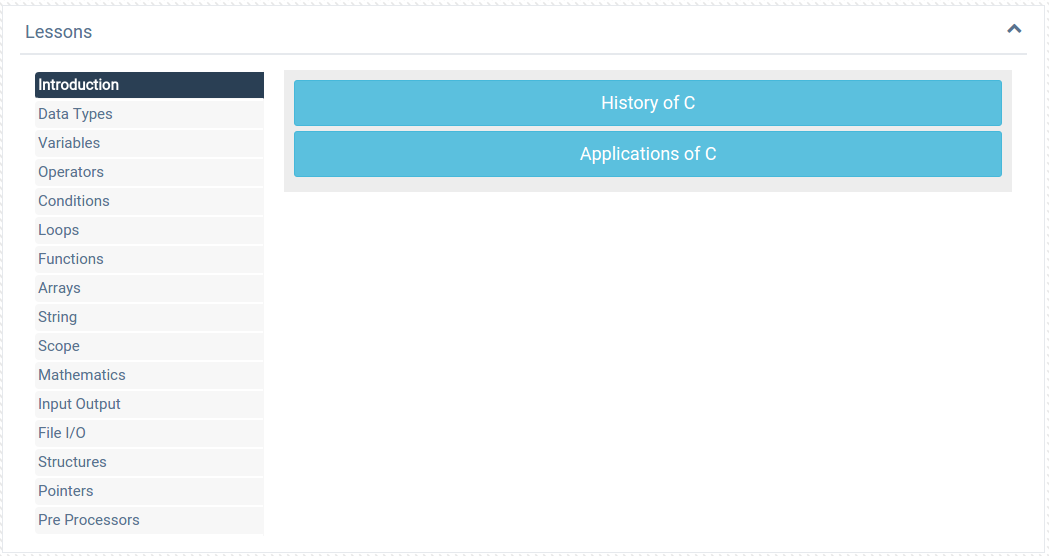 Lessons
Introduction
Data Types
Variables
Operators
Conditions
Loops
Functions
Arrays
String
Scope
Mathematics
Input Output
File I/O
Structures
Pointers
Pre Processors
History of C
Applications of C